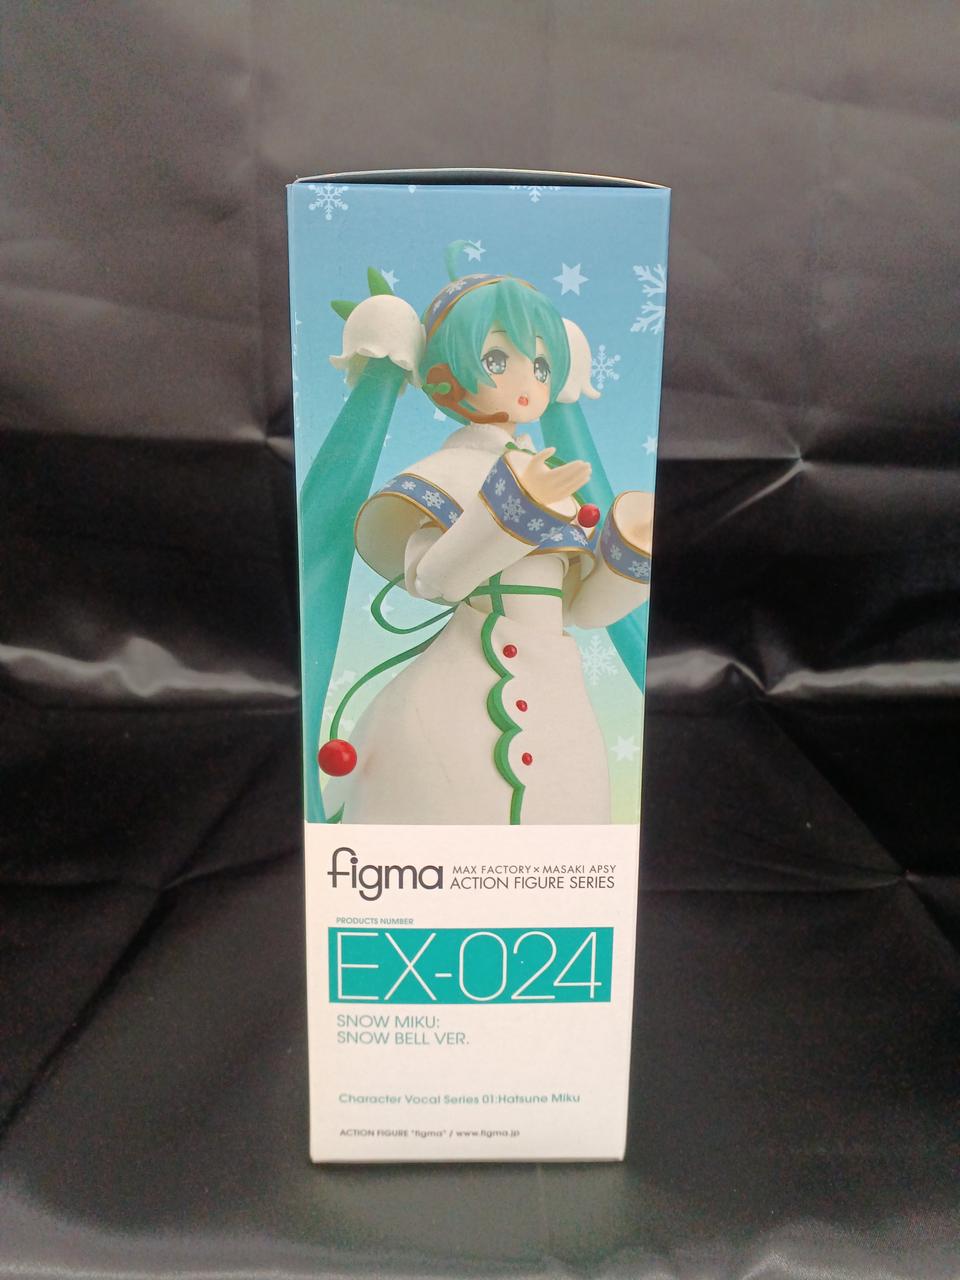 figma
MAX FACTORY × MASAKI APSY
ACTION FIGURE SERIES
PRODUCTS NUMBER
EX-024
SNOW MIKU:
SNOW BELL VER.
Character Vocal Series 01:Hatsune Miku
ACTION FIGURE "figma" / www.figma.jp